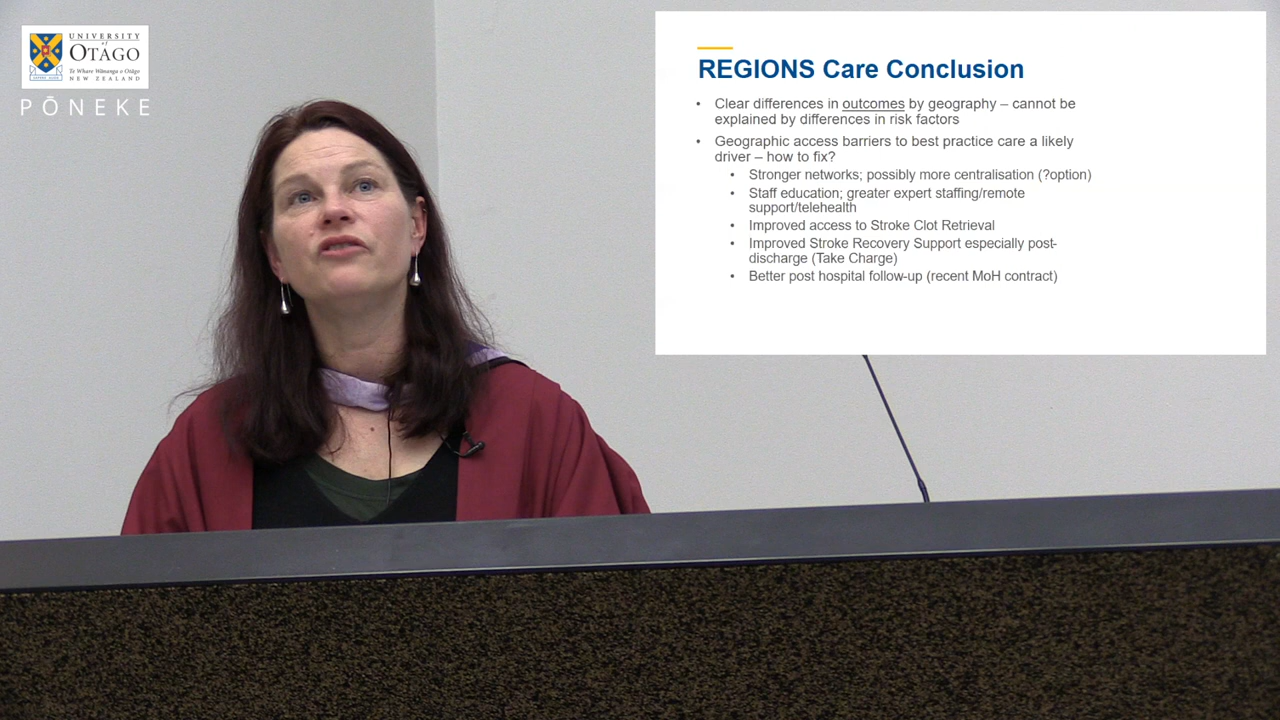 UNIVERSITY
of
OTAGO
Te Whare Wānanga o Otāgo
NEW ZEALAND
PŌNEKE
REGIONS Care Conclusion
• Clear differences in outcomes by geography – cannot be
explained by differences in risk factors
• Geographic access barriers to best practice care a likely
driver – how to fix?
• Stronger networks; possibly more centralisation (?option)
• Staff education; greater expert staffing/remote
support/telehealth
• Improved access to Stroke Clot Retrieval
• Improved Stroke Recovery Support especially post-
discharge (Take Charge)
• Better post hospital follow-up (recent MoH contract)